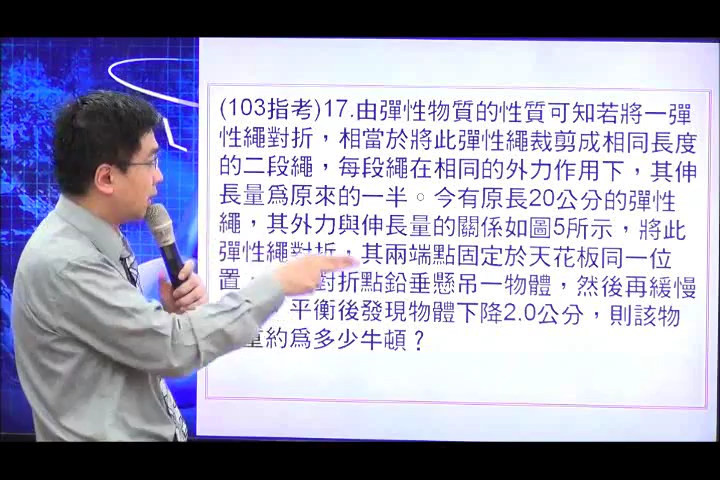 (103指考)17.由彈性物質的性質可知若將一彈
性繩對折，相當於將此彈性繩裁剪成相同長度
的二段繩，每段繩在相同的外力作用下，其伸
長量為原來的一半。今有原長20公分的彈性
繩，其外力與伸長量的關係如圖5所示，將此
彈性繩對折，其兩端點固定於天花板同一位
置，對折點鉛垂懸吊一物體，然後再緩慢
平衡後發現物體下降2.0公分，則該物
重約為多少牛頓？